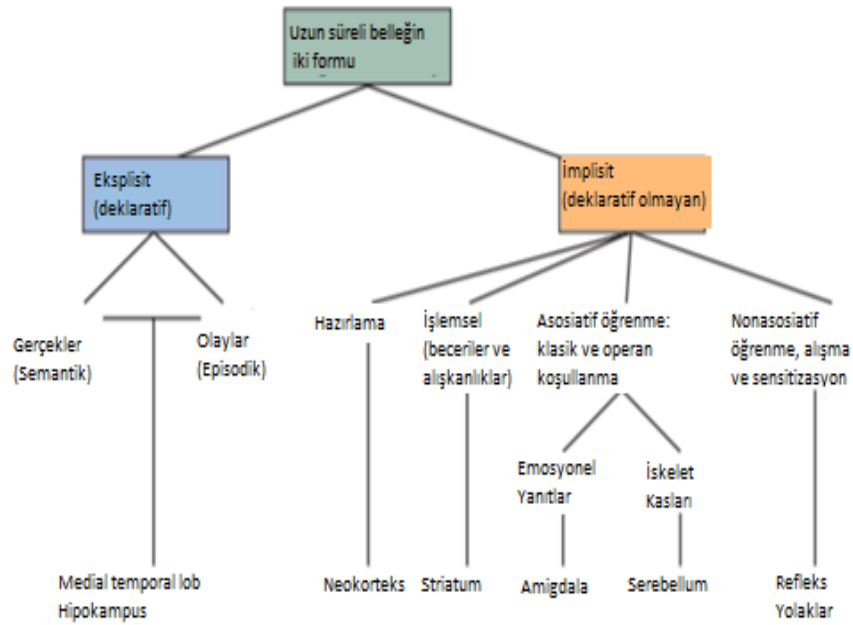 Uzun süreli belleğin
iki formu
Eksplisit
(deklaratif)
İmplisit
(deklaratif olmayan)
Gerçekler
(Semantik)
Olaylar
(Episodik)
Hazırlama
İşlemsel
(beceriler ve
alışkanlıklar)
Asosiatif öğrenme:
klasik ve operan
koşullanma
Nonasosiatif
öğrenme, alışma
ve sensitizasyon
Emosyonel
Yanıtlar
İskelet
Kasları
Medial temporal lob
Hipokampus
Neokorteks
Striatum
Amigdala
Serebellum
Refleks
Yolaklar